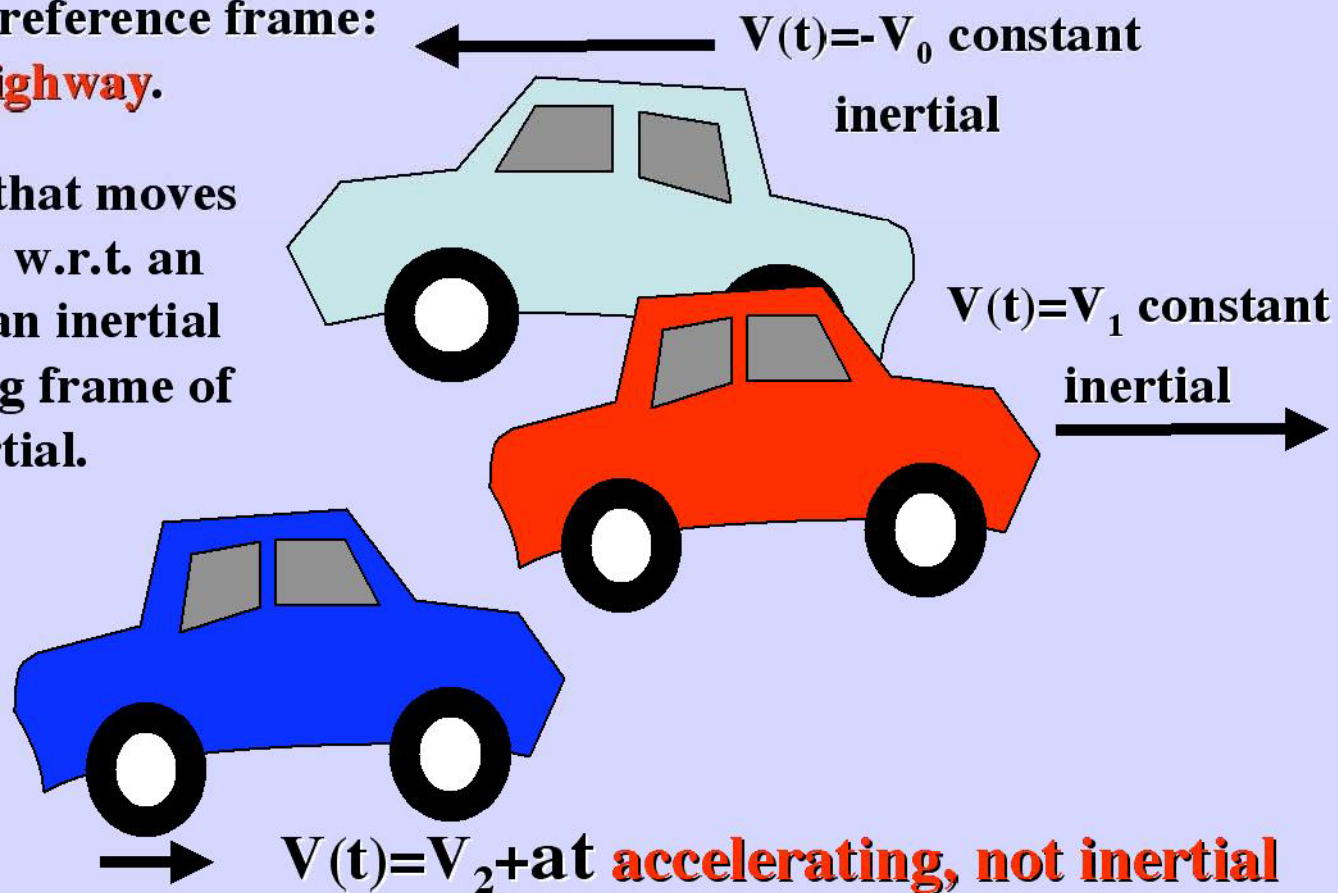 reference frame:
ighway.
that moves
w.r.t. an
an inertial
g frame of
rtial.
V(t)=-V₀ constant
inertial
V(t)=V₁ constant
inertial
V(t)=V₂+at accelerating, not inertial